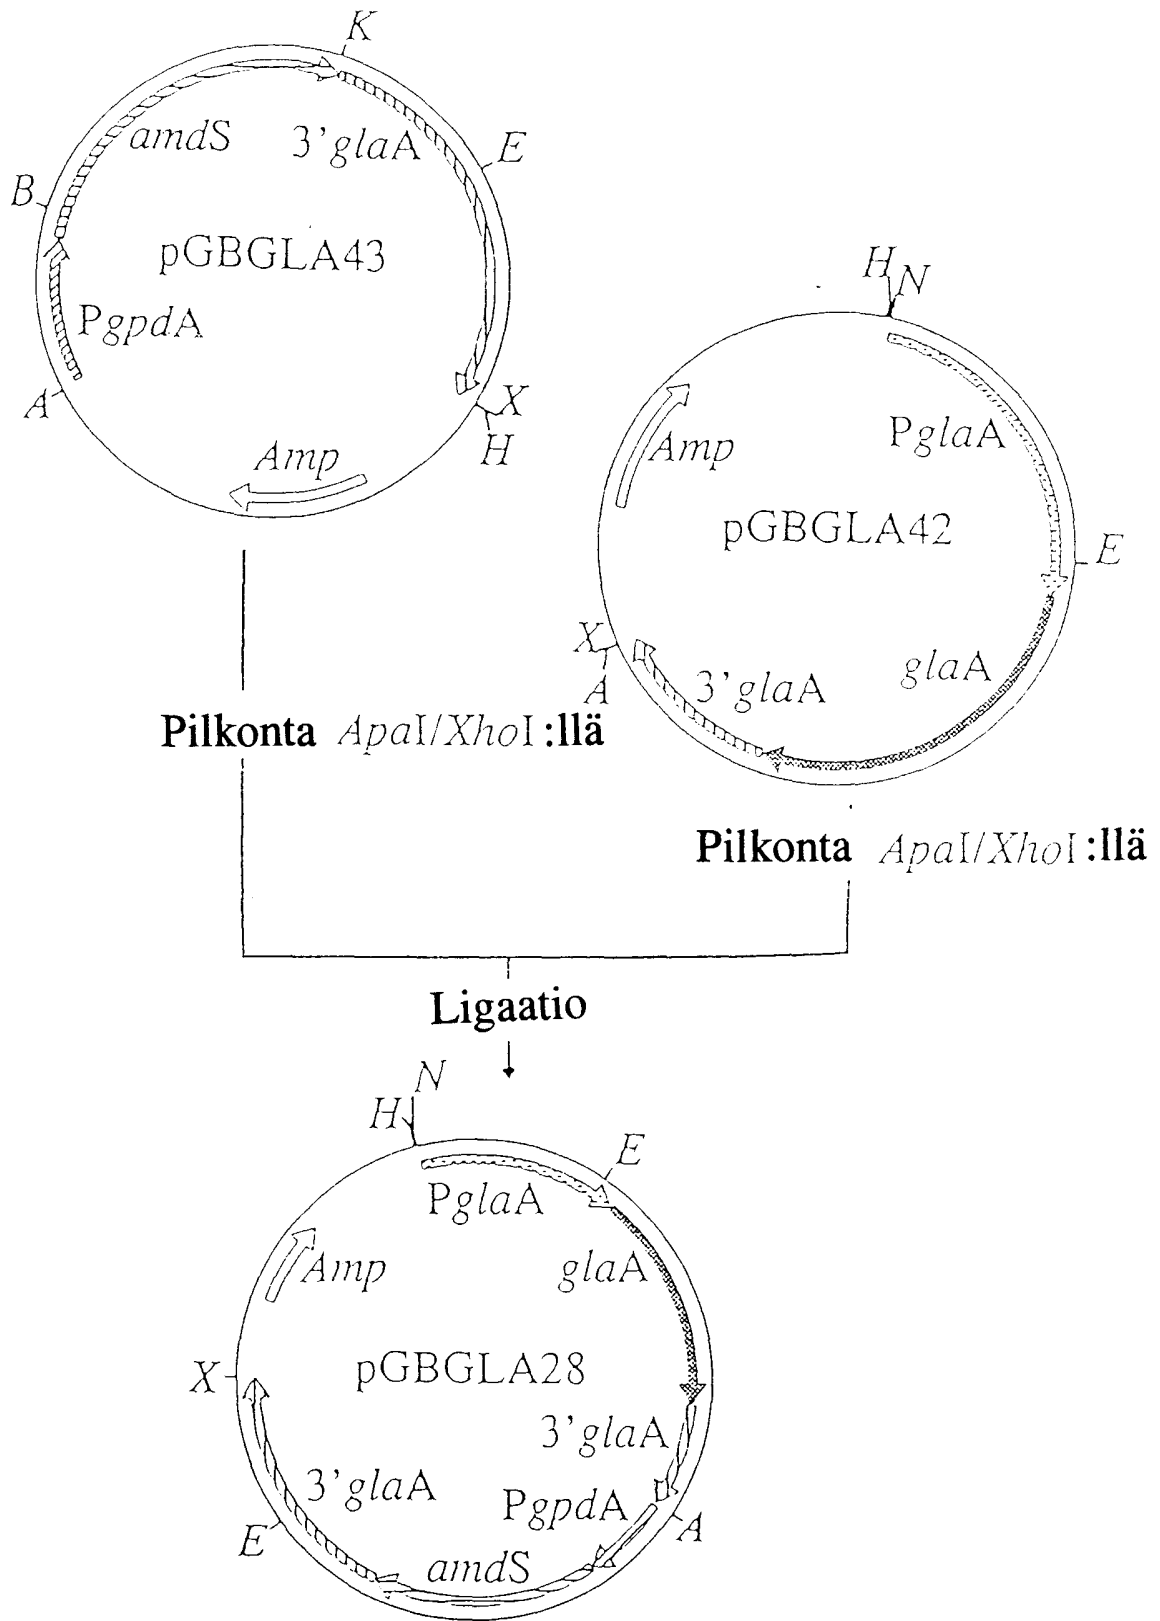 K
amdS
3'glaA
E
B
pGBGLA43
PgpdA
A
X
H
Amp
H N
PglaA
Amp
pGBGLA42
E
X
A
3'glaA
glaA
Pilkonta ApaI/XhoI :llä
Pilkonta ApaI/XhoI :llä
Ligaatio
N
H
E
PglaA
glaA
Amp
X
pGBGLA28
3'glaA
3'glaA
PgpdA
A
E
amdS